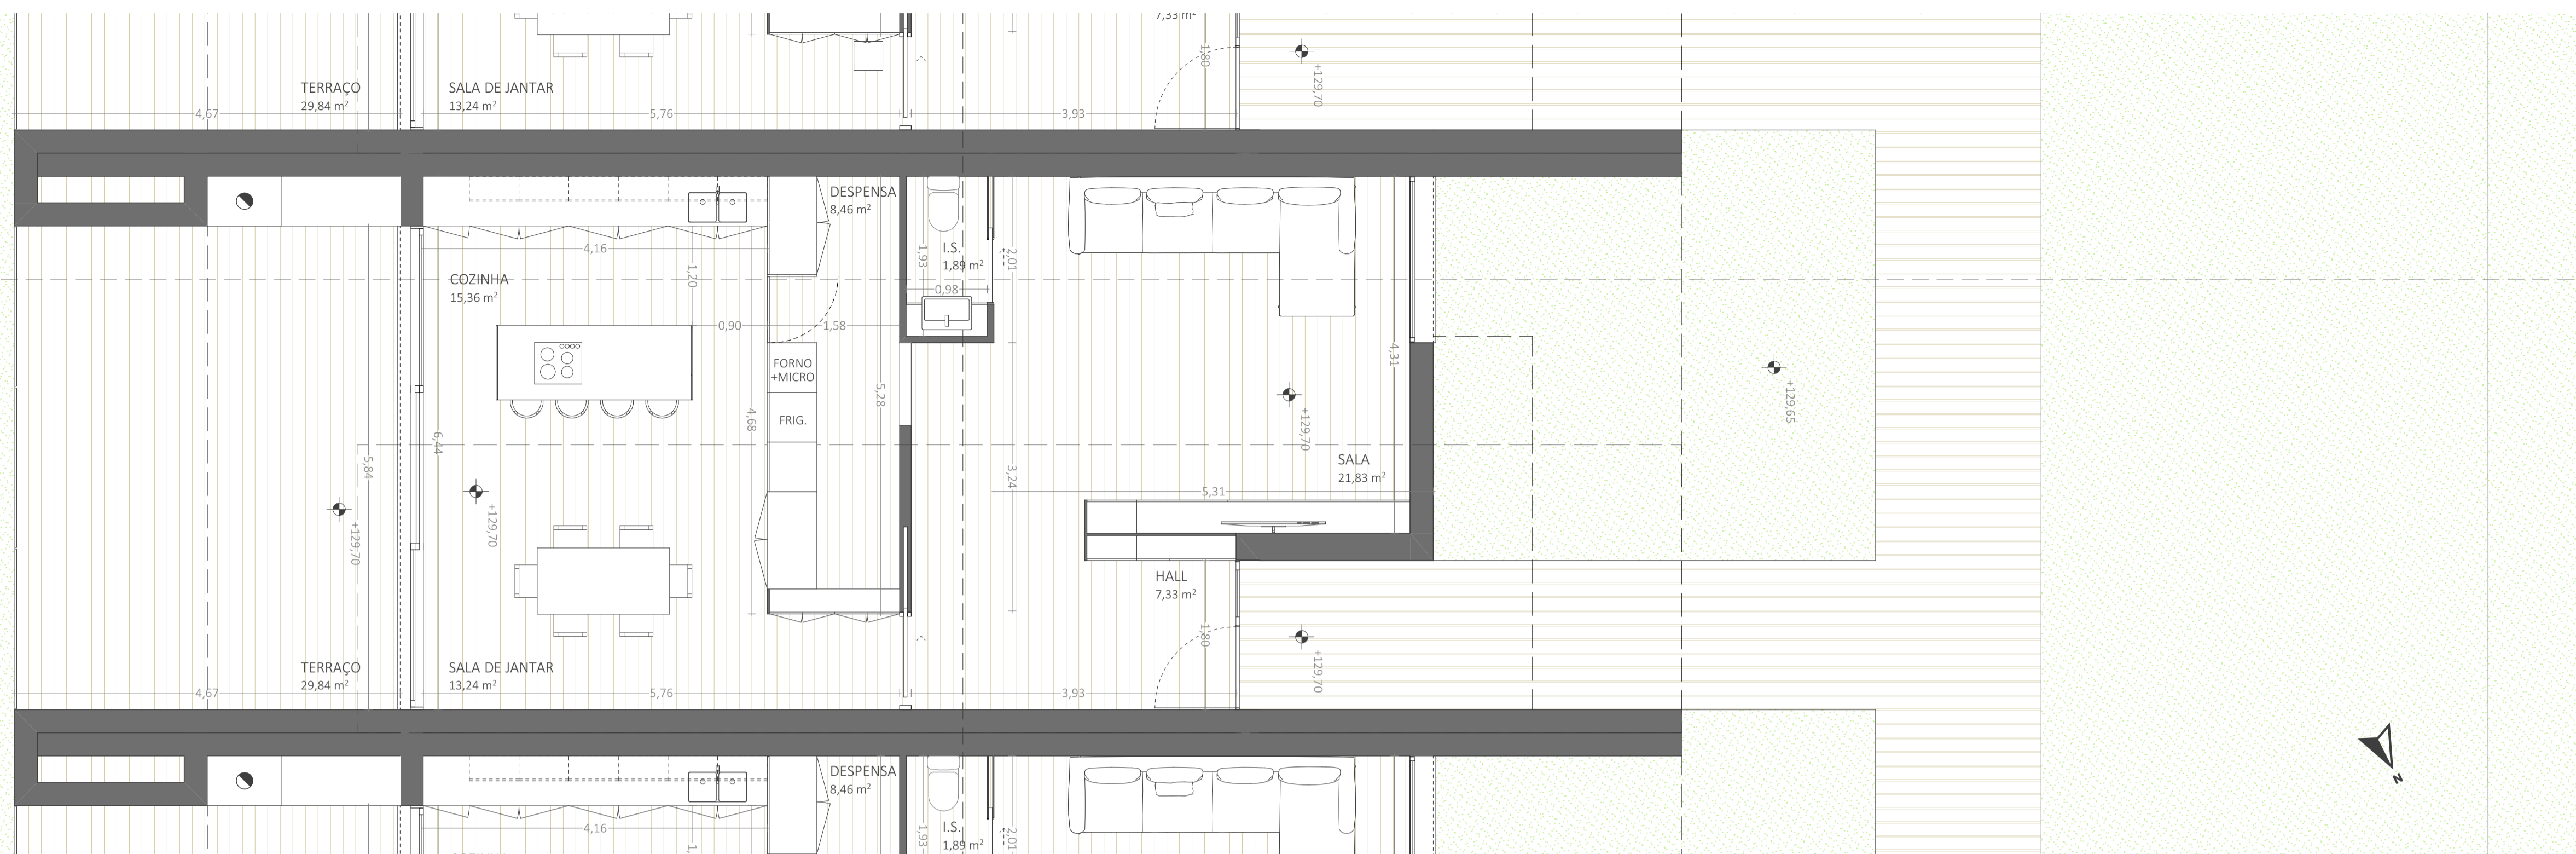 7,33 m²
1,80
+129,70
TERRAÇO
29,84 m²
SALA DE JANTAR
13,24 m²
4,67
5,76
3,93
DESPENSA
8,46 m²
I.S.
1,89 m²
1,93
2,01
0,98
4,16
1,20
COZINHA
15,36 m²
0,90
1,58
FORNO
+MICRO
FRIG.
5,28
4,68
6,44
5,84
4,31
+129,65
+129,70
3,24
SALA
21,83 m²
5,31
+129,70
+129,70
HALL
7,33 m²
1,80
+129,70
TERRAÇO
29,84 m²
SALA DE JANTAR
13,24 m²
4,67
5,76
3,93
N
DESPENSA
8,46 m²
I.S.
1,89 m²
1,93
2,01
4,16